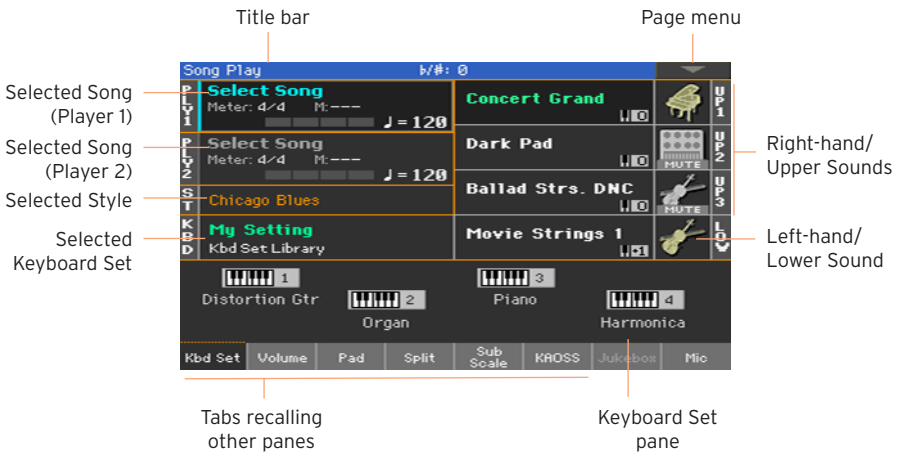 Title bar
Page menu
Song Play
b/#: 0
Selected Song
(Player 1)
PLY1
Select Song
Meter: 4/4 M:---
♩=120
Selected Song
(Player 2)
PLY2
Select Song
Meter: 4/4 M:---
♩=120
Selected Style
ST
Chicago Blues
Selected
Keyboard Set
KBD
My Setting
Kbd Set Library
Concert Grand
0
UP1
Dark Pad
0
MUTE
UP2
Ballad Strs. DNC
0
MUTE
UP3
Movie Strings 1
+1
LOW
Right-hand/
Upper Sounds
Left-hand/
Lower Sound
1
Distortion Gtr
2
Organ
3
Piano
4
Harmonica
Kbd Set
Volume
Pad
Split
Sub
Scale
KAOSS
Jukebox
Mic
Tabs recalling
other panes
Keyboard Set
pane